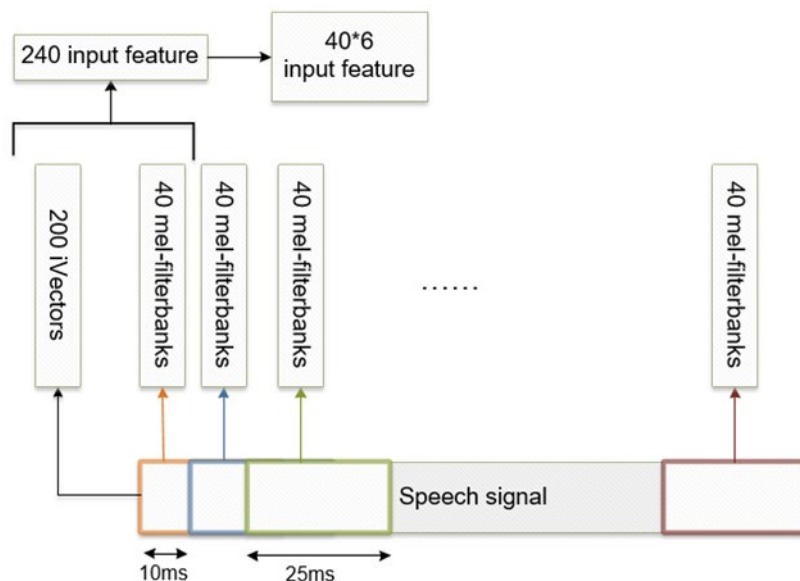 240 input feature
40*6
input feature
200 iVectors
40 mel-filterbanks
40 mel-filterbanks
40 mel-filterbanks
......
40 mel-filterbanks
Speech signal
10ms
25ms